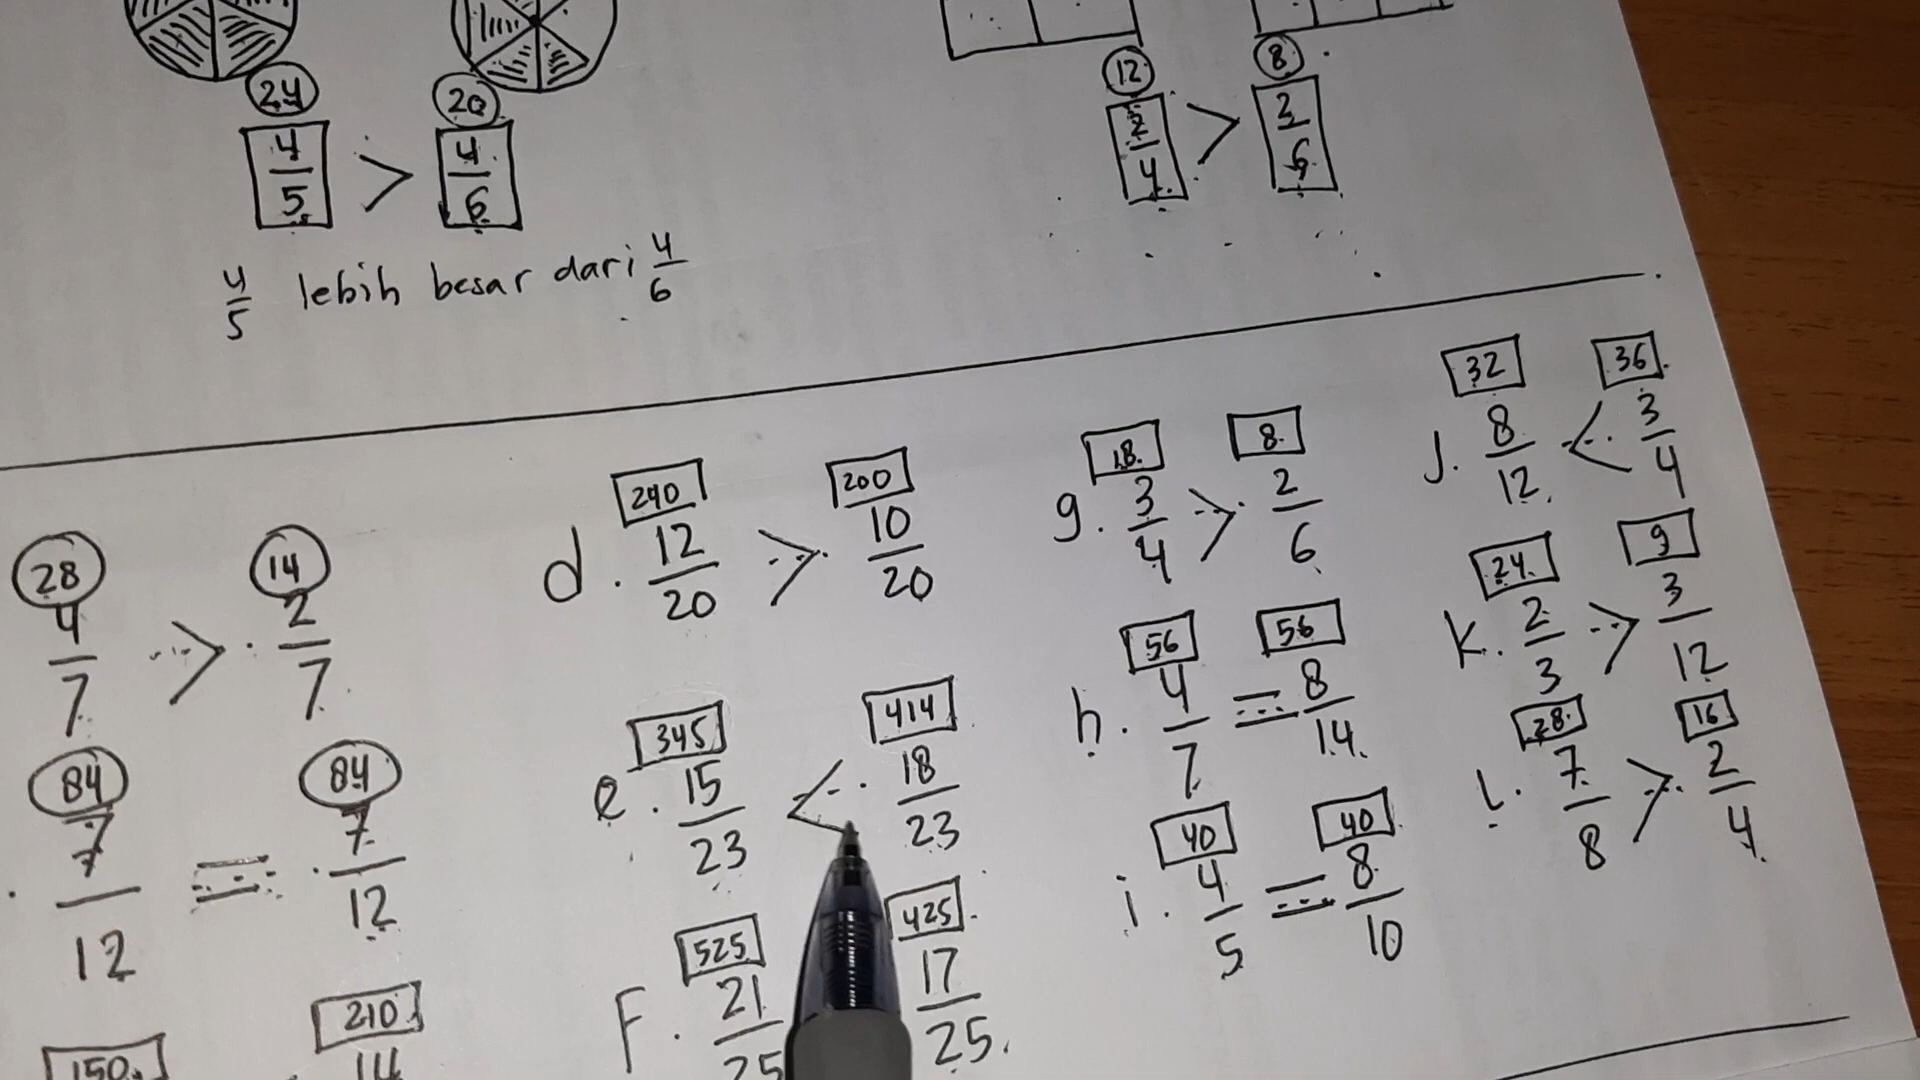 24 20
4/5 > 4/6
4/5 lebih besar dari 4/6
12 8
2/4 > 2/6
28 14
4/7 > 2/7
84 84
7/12 = 7/12
150 210
14
240 200
d. 12/20 > 10/20
345 414
e. 15/23 < 18/23
525 425
F. 21/25 17/25
18 8
g. 3/4 > 2/6
56 56
h. 4/7 = 8/14
40 40
i. 4/5 = 8/10
32 36
J. 8/12 < 3/4
24 9
K. 2/3 > 3/12
28 16
L. 7/8 > 2/4